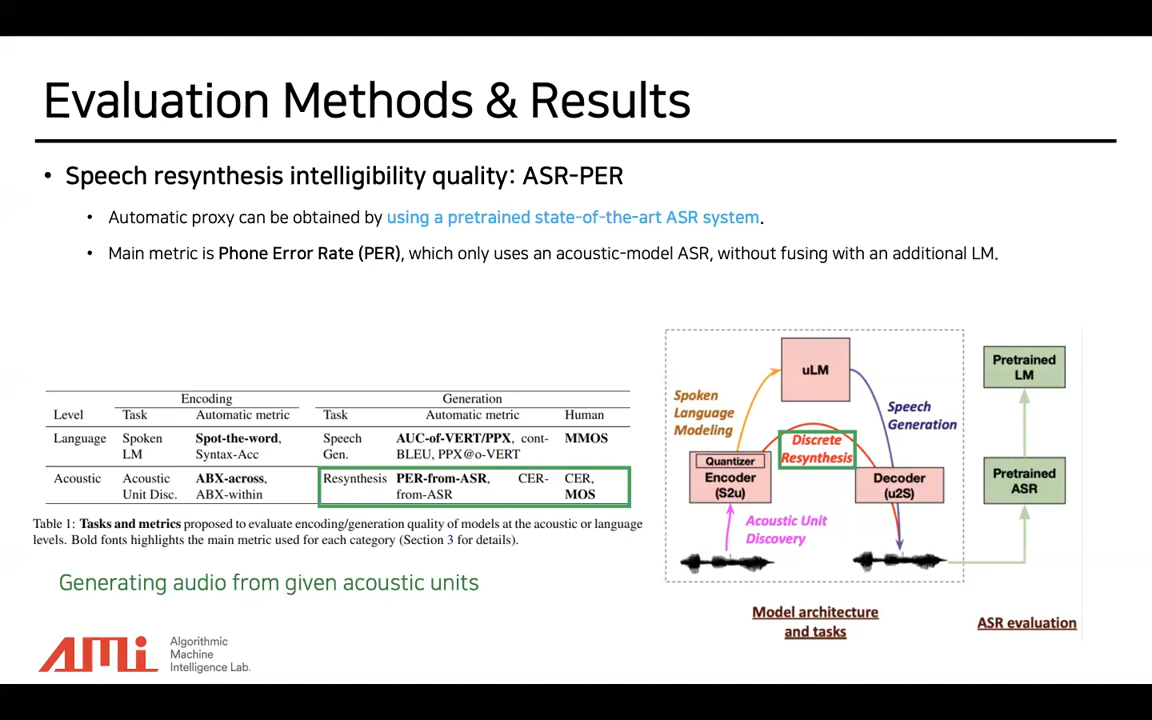 Evaluation Methods & Results
• Speech resynthesis intelligibility quality: ASR-PER
• Automatic proxy can be obtained by using a pretrained state-of-the-art ASR system.
• Main metric is Phone Error Rate (PER), which only uses an acoustic-model ASR, without fusing with an additional LM.
Encoding Generation
Level Task Automatic metric Task Automatic metric Human
Language Spoken Spot-the-word, Speech AUC-of-VERT/PPX, cont- MMOS
LM Syntax-Acc Gen. BLEU, PPX@o-VERT
Acoustic Acoustic ABX-across, Resynthesis PER-from-ASR, CER- CER,
Unit Disc. ABX-within from-ASR MOS
Table 1: Tasks and metrics proposed to evaluate encoding/generation quality of models at the acoustic or language
levels. Bold fonts highlights the main metric used for each category (Section 3 for details).
Generating audio from given acoustic units
uLM
Spoken
Language
Modeling
Speech
Generation
Discrete
Resynthesis
Quantizer
Encoder
(S2u)
Decoder
(u2S)
Acoustic Unit
Discovery
Model architecture
and tasks
Pretrained
LM
Pretrained
ASR
ASR evaluation
AMi
Algorithmic
Machine
Intelligence Lab.